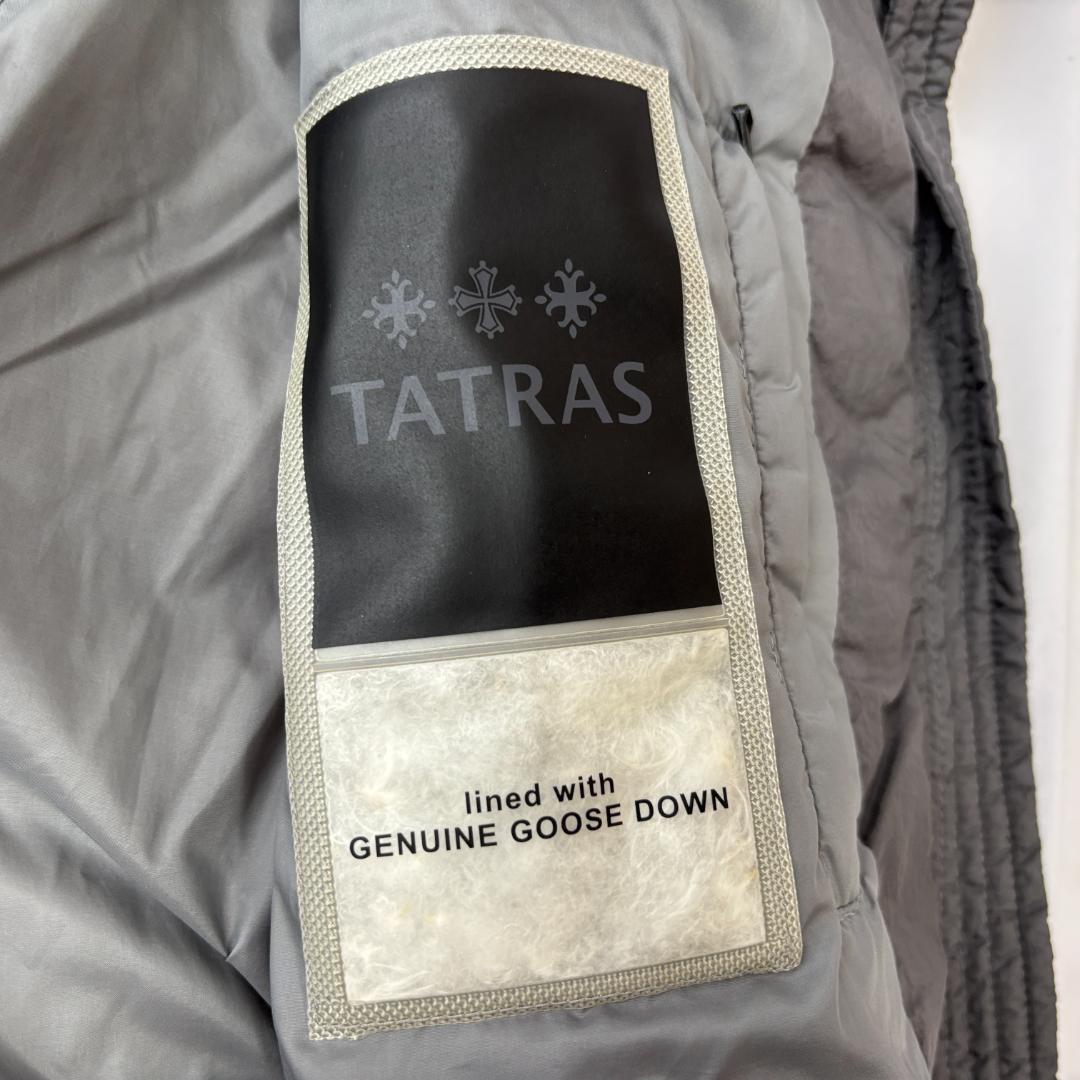 TATRAS
lined with
GENUINE GOOSE DOWN